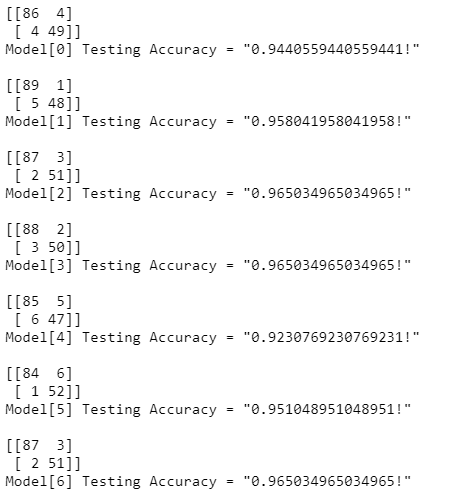 [[86  4]
 [ 4 49]]
Model[0] Testing Accuracy = "0.9440559440559441!"
[[89  1]
 [ 5 48]]
Model[1] Testing Accuracy = "0.958041958041958!"
[[87  3]
 [ 2 51]]
Model[2] Testing Accuracy = "0.965034965034965!"
[[88  2]
 [ 3 50]]
Model[3] Testing Accuracy = "0.965034965034965!"
[[85  5]
 [ 6 47]]
Model[4] Testing Accuracy = "0.9230769230769231!"
[[84  6]
 [ 1 52]]
Model[5] Testing Accuracy = "0.951048951048951!"
[[87  3]
 [ 2 51]]
Model[6] Testing Accuracy = "0.965034965034965!"